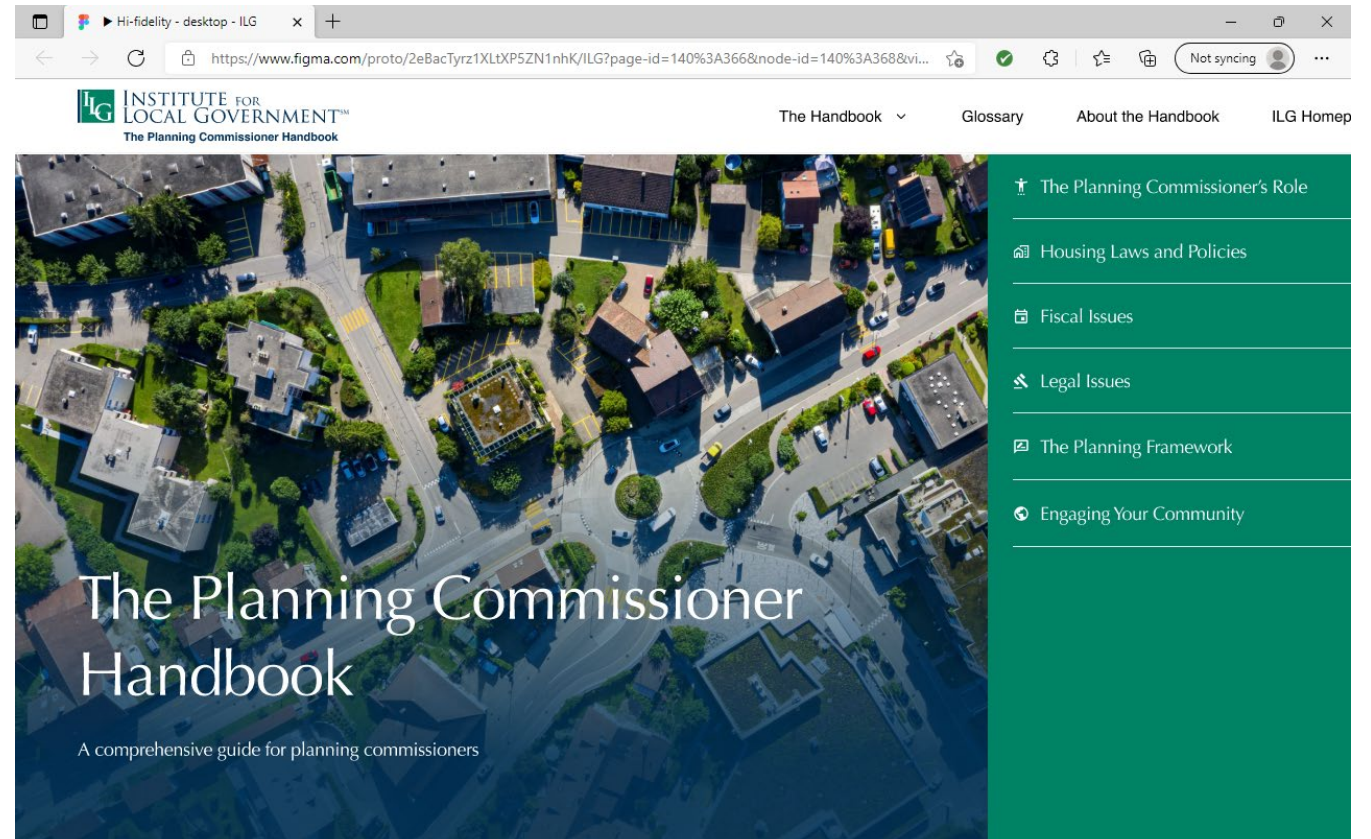 Hi-fidelity - desktop - ILG
https://www.figma.com/proto/2eBacTyrz1XLtXP5ZN1nhK/ILG?page-id=140%3A366&node-id=140%3A368&vi...
Not syncing
ILG INSTITUTE FOR
LOCAL GOVERNMENT℠
The Planning Commissioner Handbook
The Handbook
Glossary
About the Handbook
ILG Homep
The Planning Commissioner's Role
Housing Laws and Policies
Fiscal Issues
Legal Issues
The Planning Framework
Engaging Your Community
The Planning Commissioner
Handbook
A comprehensive guide for planning commissioners